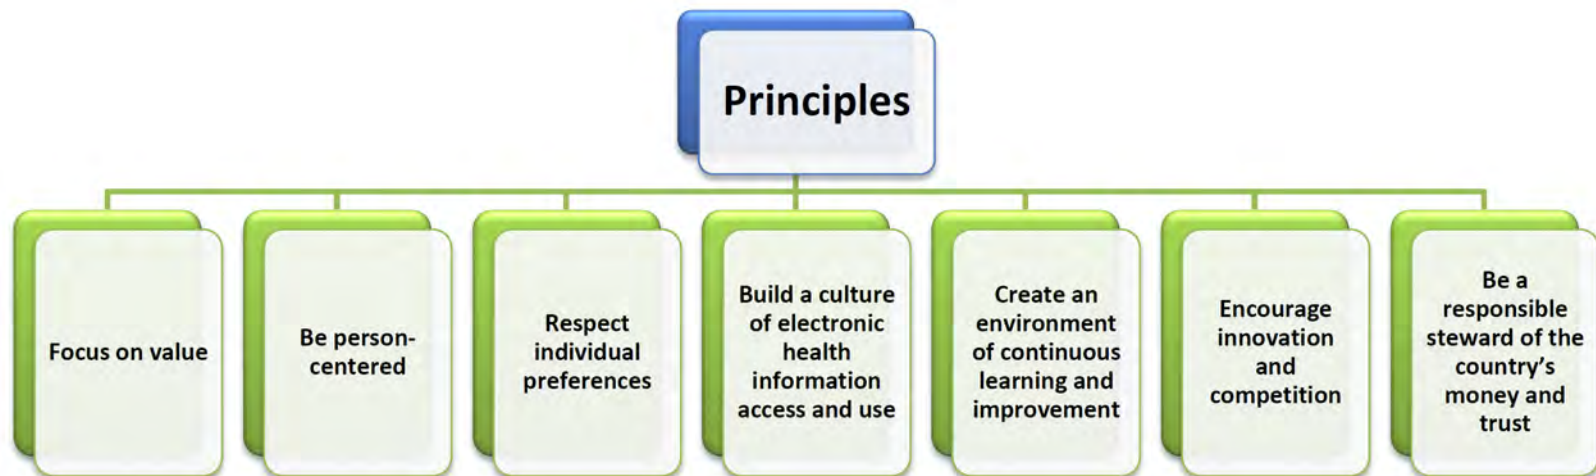 Principles
Focus on value
Be person-
centered
Respect
individual
preferences
Build a culture
of electronic
health
information
access and use
Create an
environment
of continuous
learning and
improvement
Encourage
innovation
and
competition
Be a
responsible
steward of the
country’s
money and
trust